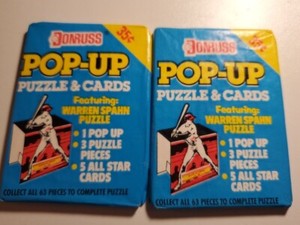 DONRUSS
35¢
POP-UP
PUZZLE & CARDS
Featuring:
WARREN SPAHN
PUZZLE
• 1 POP UP
• 3 PUZZLE
PIECES
• 5 ALL STAR
CARDS
COLLECT ALL 63 PIECES TO COMPLETE PUZZLE
DONRUSS
POP-UP
PUZZLE & CARDS
Featuring:
WARREN SPAHN
PUZZLE
• 1 POP UP
• 3 PUZZLE
PIECES
• 5 ALL STAR
CARDS
COLLECT ALL 63 PIECES TO COMPLETE PUZZLE